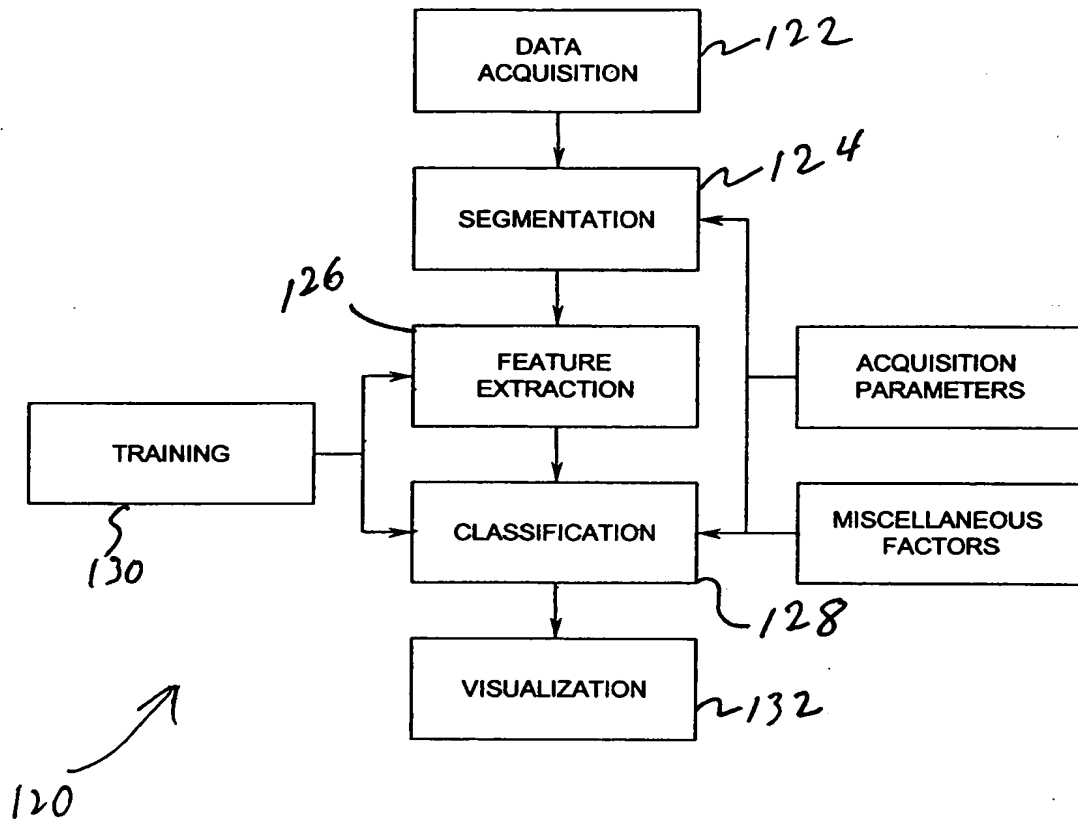 DATA
ACQUISITION
122
SEGMENTATION
124
126
FEATURE
EXTRACTION
ACQUISITION
PARAMETERS
TRAINING
130
CLASSIFICATION
128
MISCELLANEOUS
FACTORS
VISUALIZATION
132
120